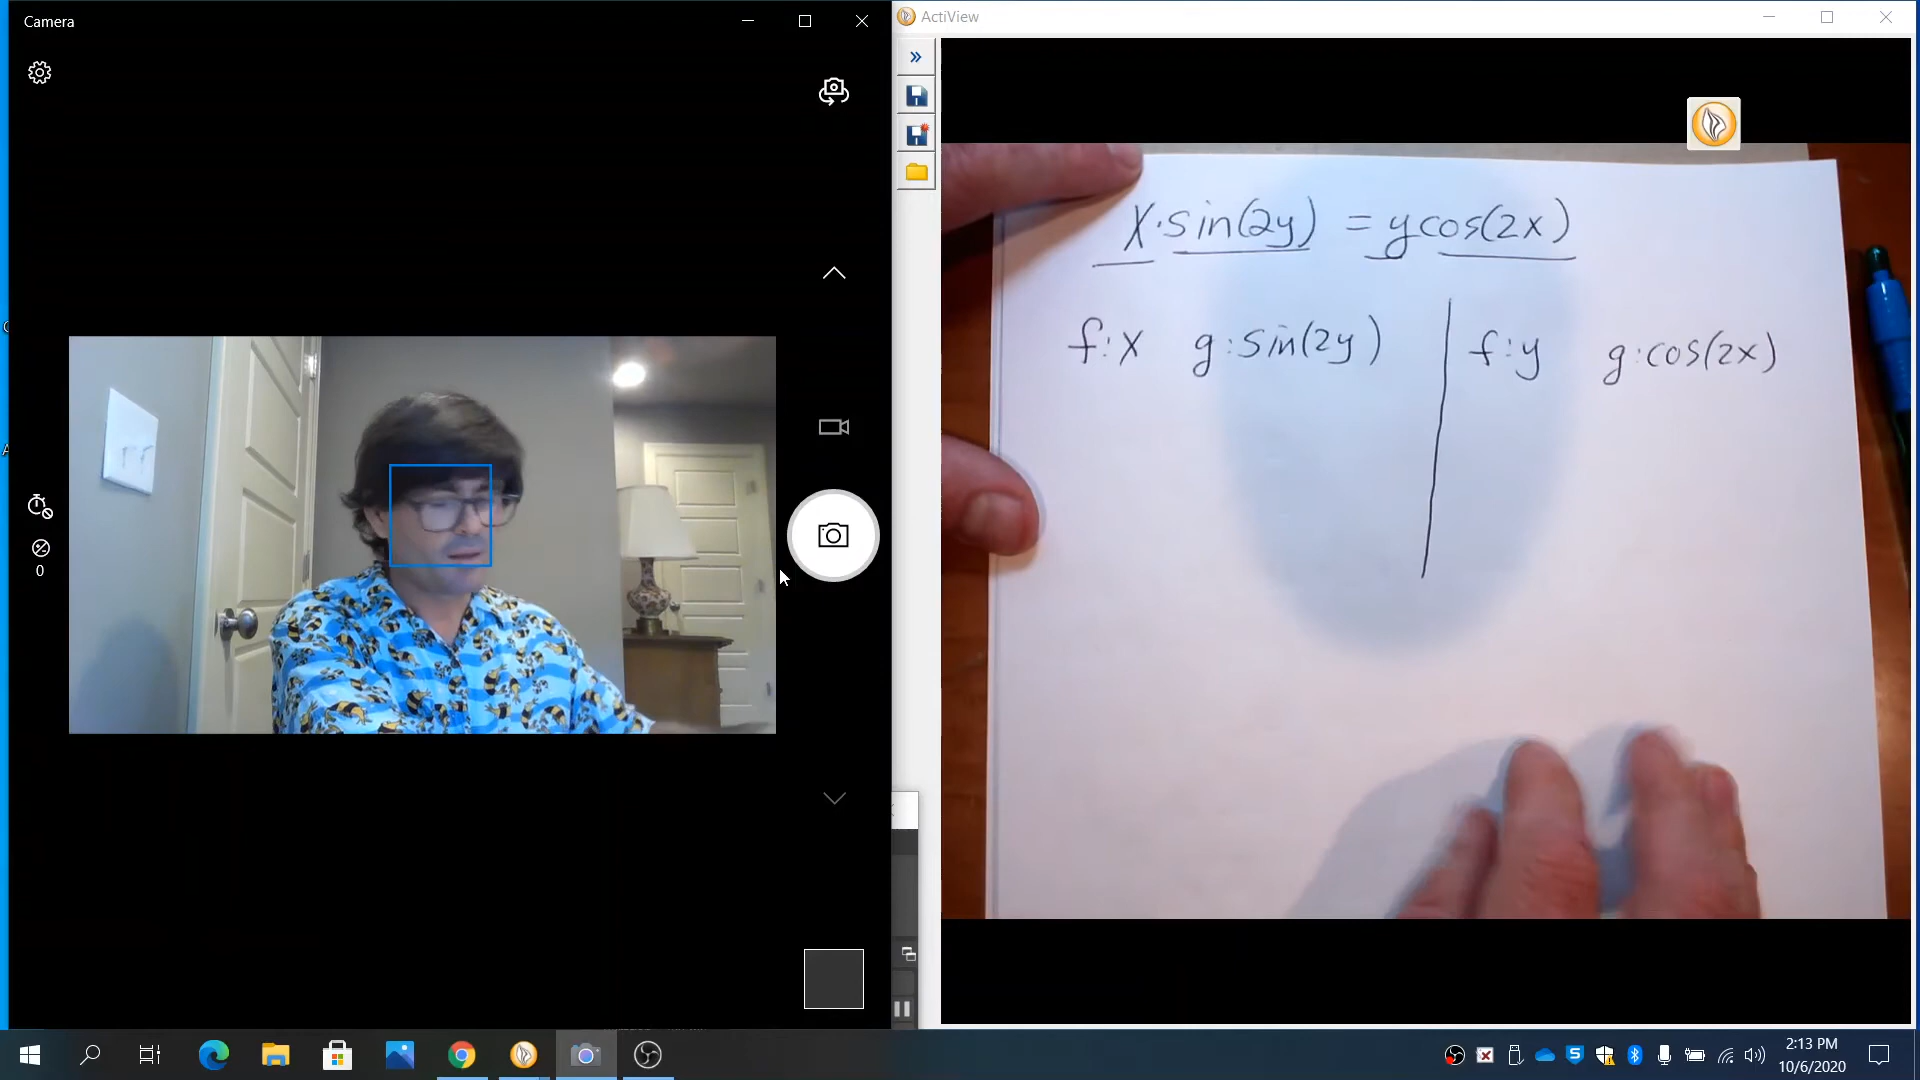 Camera
ActiView
0
X·sin(2y) = ycos(2x)
f:x g:sin(2y) f:y g:cos(2x)
2:13 PM
10/6/2020